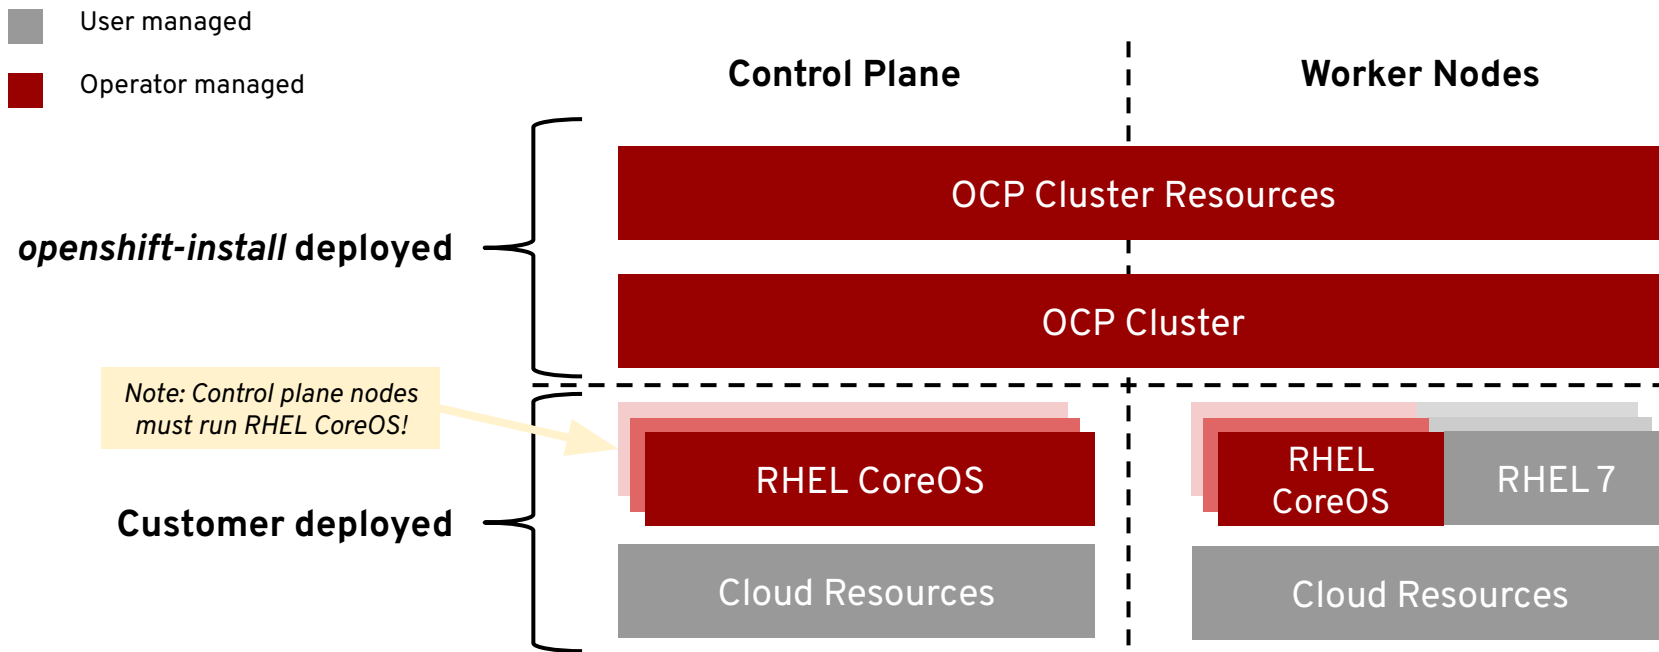 User managed
Operator managed
Control Plane
Worker Nodes
OCP Cluster Resources
openshift-install deployed
OCP Cluster
Note: Control plane nodes
must run RHEL CoreOS!
RHEL CoreOS
RHEL
CoreOS
RHEL 7
Customer deployed
Cloud Resources
Cloud Resources